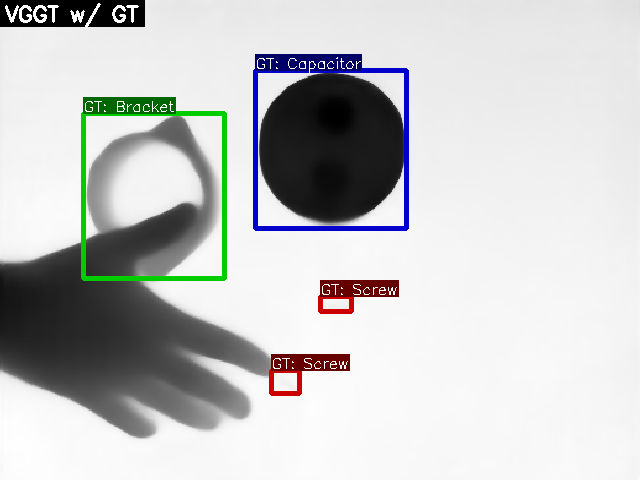 VGGT w/ GT
GT: Capacitor
GT: Bracket
GT: Screw
GT: Screw